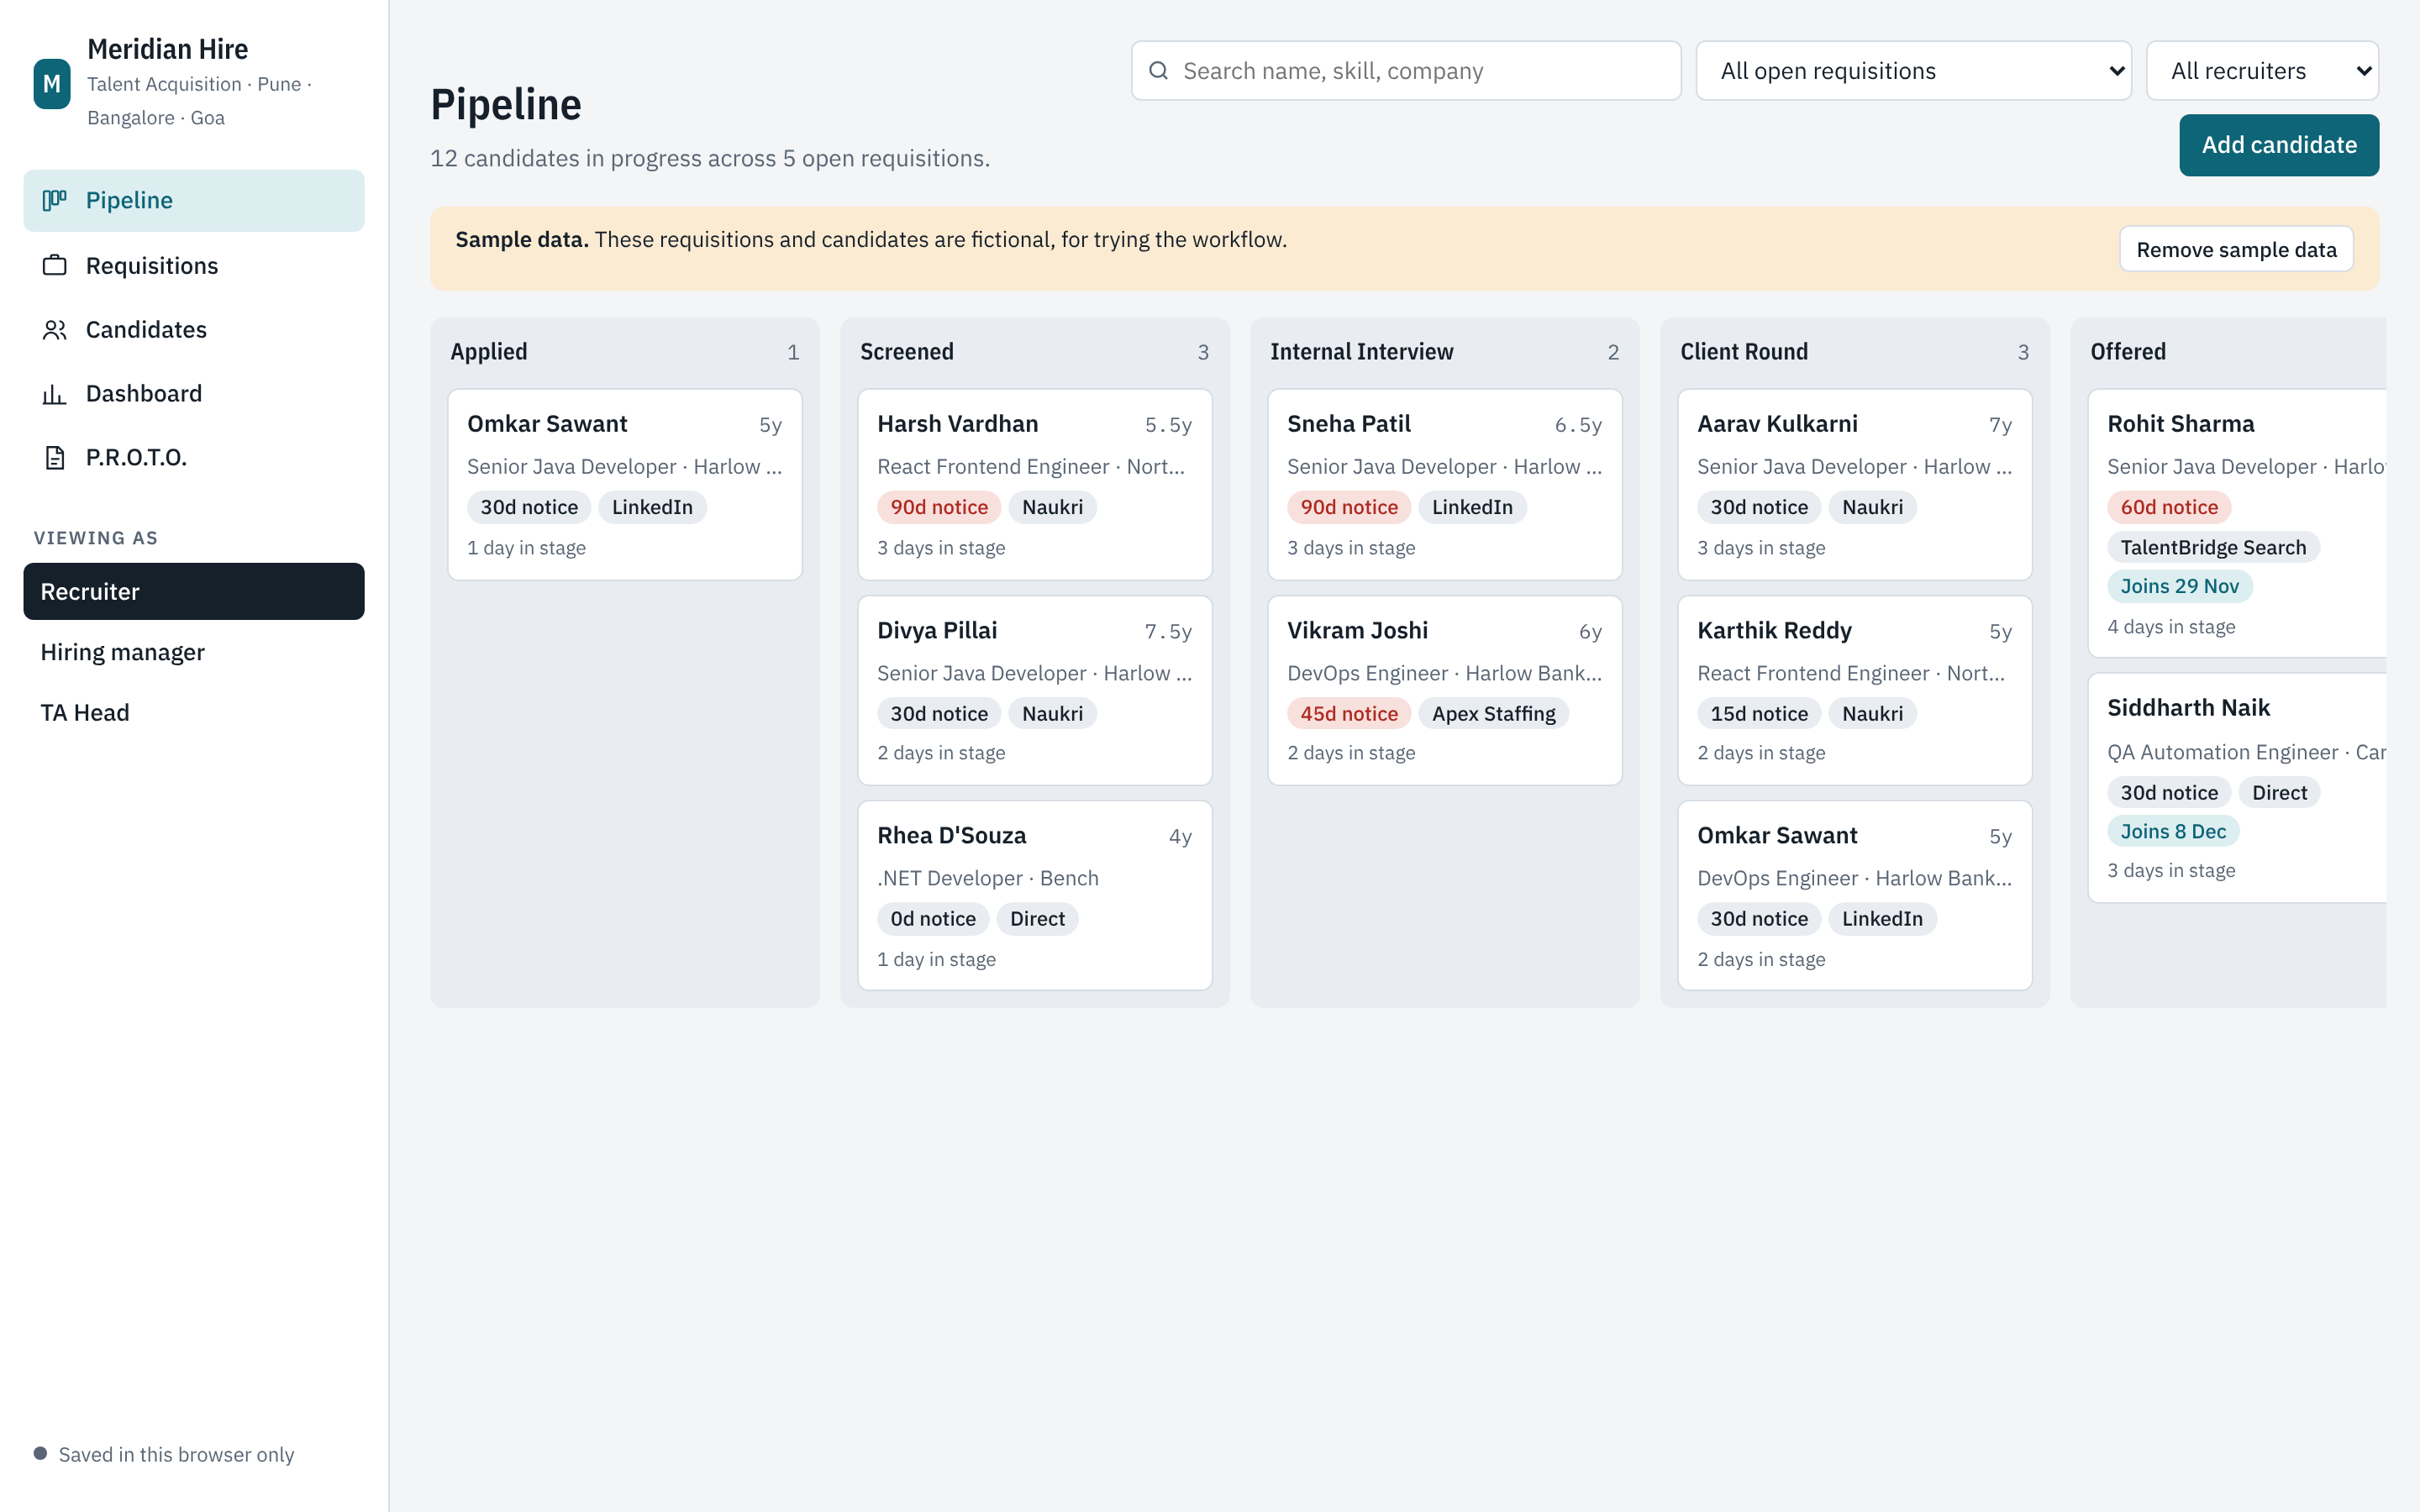 M
Meridian Hire
Talent Acquisition · Pune ·
Bangalore · Goa
Pipeline
Requisitions
Candidates
Dashboard
P.R.O.T.O.
VIEWING AS
Recruiter
Hiring manager
TA Head
Saved in this browser only
Pipeline
12 candidates in progress across 5 open requisitions.
Search name, skill, company
All open requisitions
All recruiters
Add candidate
Sample data. These requisitions and candidates are fictional, for trying the workflow.
Remove sample data
Applied 1
Omkar Sawant 5y
Senior Java Developer · Harlow ...
30d notice LinkedIn
1 day in stage
Screened 3
Harsh Vardhan 5.5y
React Frontend Engineer · Nort...
90d notice Naukri
3 days in stage
Divya Pillai 7.5y
Senior Java Developer · Harlow ...
30d notice Naukri
2 days in stage
Rhea D'Souza 4y
.NET Developer · Bench
0d notice Direct
1 day in stage
Internal Interview 2
Sneha Patil 6.5y
Senior Java Developer · Harlow ...
90d notice LinkedIn
3 days in stage
Vikram Joshi 6y
DevOps Engineer · Harlow Bank...
45d notice Apex Staffing
2 days in stage
Client Round 3
Aarav Kulkarni 7y
Senior Java Developer · Harlow ...
30d notice Naukri
3 days in stage
Karthik Reddy 5y
React Frontend Engineer · Nort...
15d notice Naukri
2 days in stage
Omkar Sawant 5y
DevOps Engineer · Harlow Bank...
30d notice LinkedIn
2 days in stage
Offered
Rohit Sharma
Senior Java Developer · Harlo
60d notice
TalentBridge Search
Joins 29 Nov
4 days in stage
Siddharth Naik
QA Automation Engineer · Car
30d notice Direct
Joins 8 Dec
3 days in stage